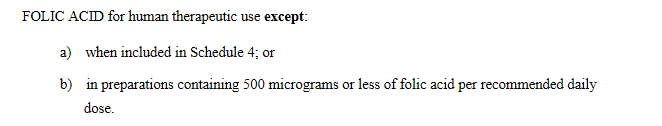 FOLIC ACID for human therapeutic use except:
a) when included in Schedule 4; or
b) in preparations containing 500 micrograms or less of folic acid per recommended daily
dose.